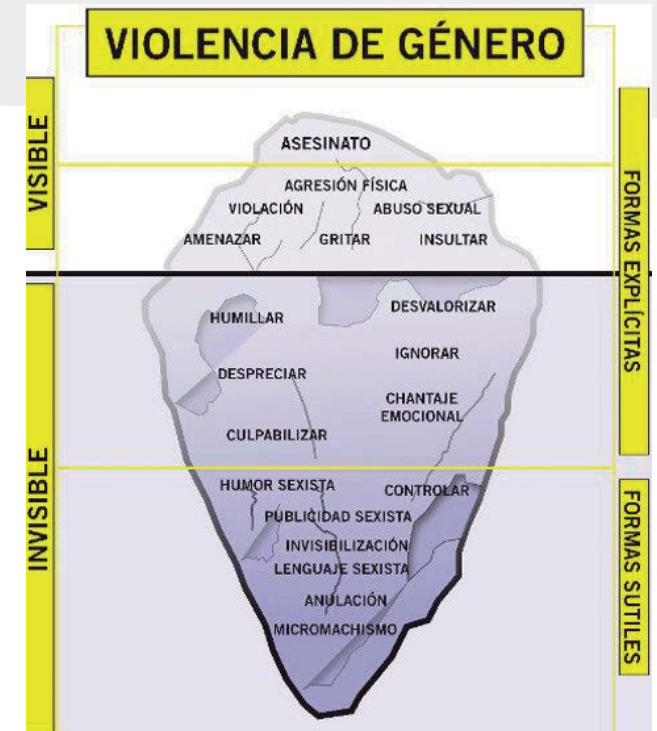 VIOLENCIA DE GÉNERO
VISIBLE
ASESINATO
AGRESIÓN FÍSICA
VIOLACIÓN
ABUSO SEXUAL
AMENAZAR
GRITAR
INSULTAR
FORMAS EXPLÍCITAS
INVISIBLE
HUMILLAR
DESVALORIZAR
IGNORAR
DESPRECIAR
CHANTAJE
EMOCIONAL
CULPABILIZAR
HUMOR SEXISTA
CONTROLAR
PUBLICIDAD SEXISTA
INVISIBILIZACIÓN
LENGUAJE SEXISTA
ANULACIÓN
MICROMACHISMO
FORMAS SUTILES